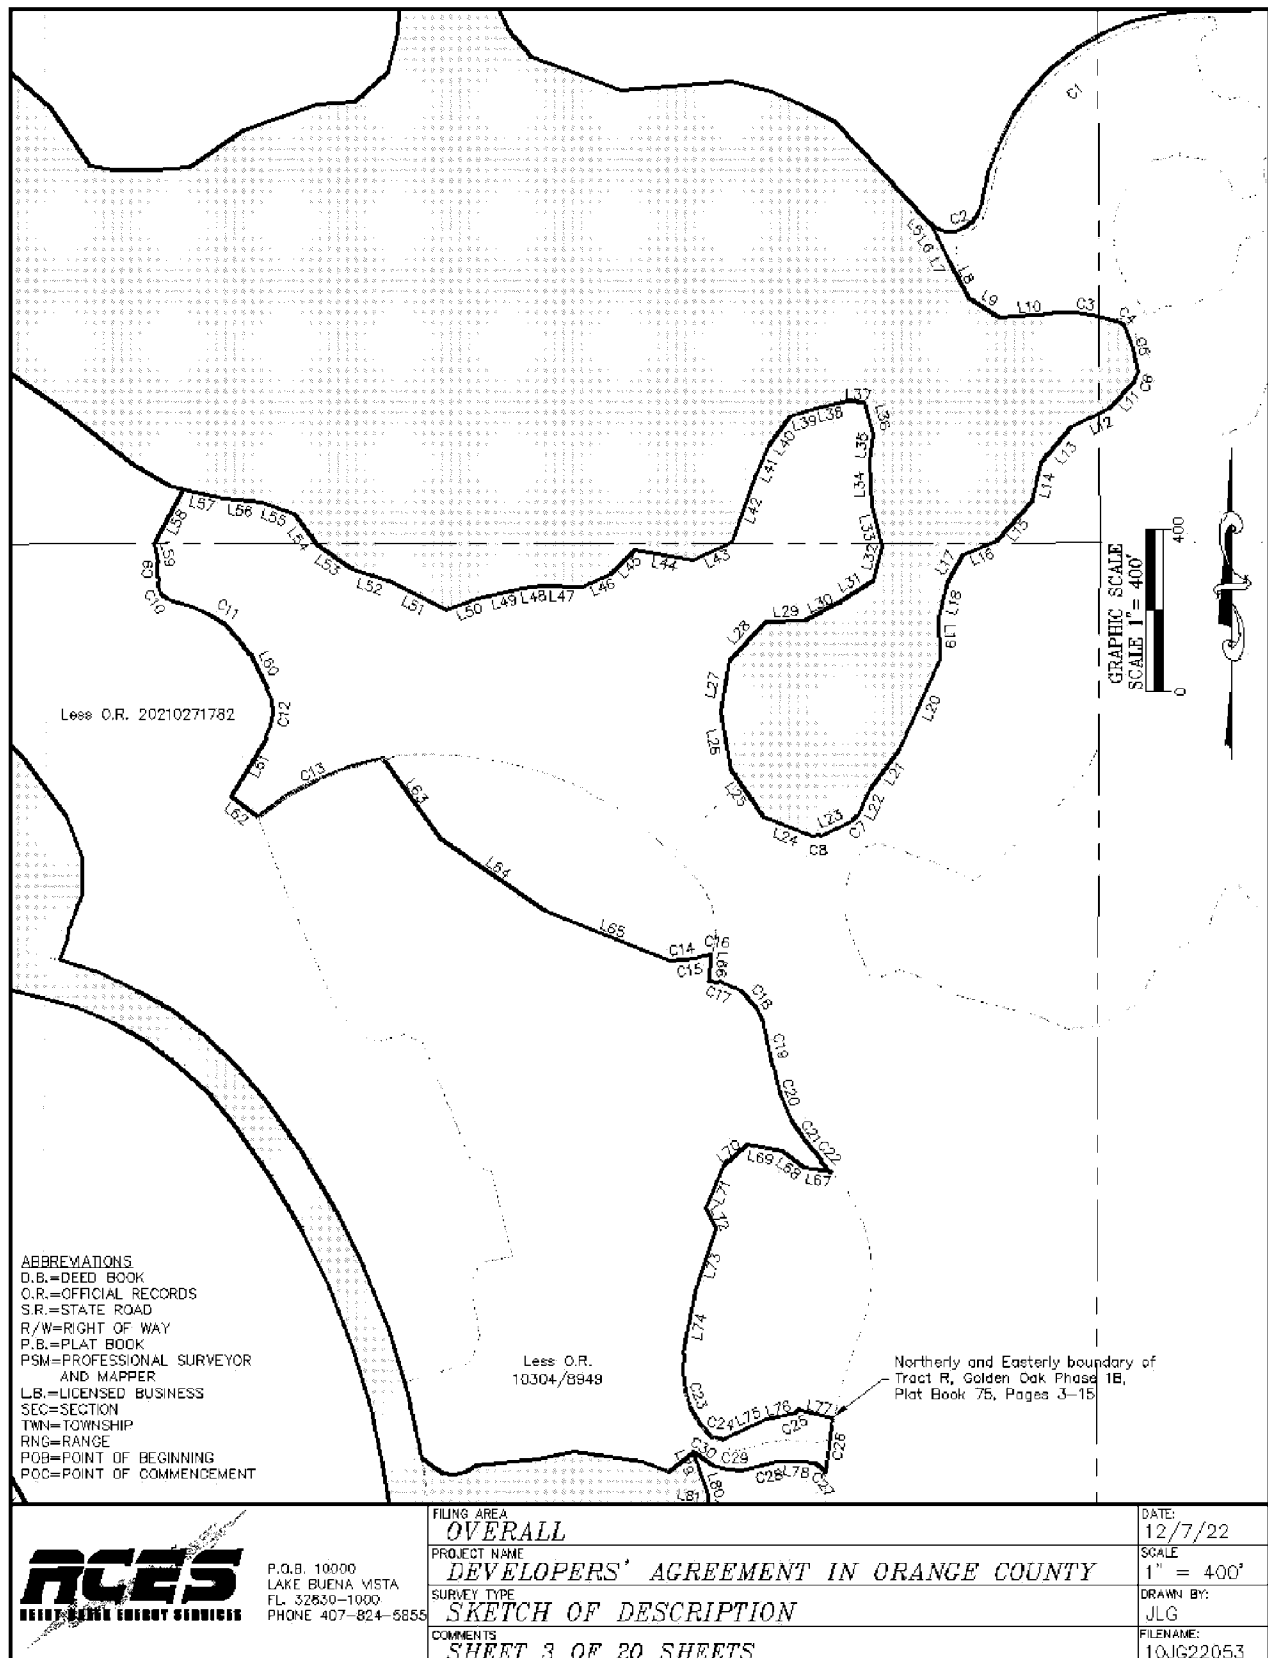 C1
C2
L5
L6
L7
L8
L9
L10
C3
C4
C5
C6
L11
L12
L13
L14
L15
L16
L17
L18
L19
L20
L21
L22
C7
L23
C8
L24
L25
L26
L27
L28
L29
L30
L31
L32
L33
L34
L35
L36
L37
L38
L39
L40
L41
L42
L43
L44
L45
L46
L47
L48
L49
L50
L51
L52
L53
L54
L55
L56
L57
L58
L59
C9
C10
C11
L60
C12
L61
L62
C13
L63
L64
L65
C14
C15
C16
L66
C17
C18
C19
C20
C21
C22
L67
L68
L69
L70
L71
L72
L73
L74
C23
C24
L75
L76
L77
C25
C26
C27
L78
C28
C29
C30
L79
L80
L81
GRAPHIC SCALE
SCALE 1" = 400'
0
400
Less O.R. 20210271782
Less O.R.
10304/8949
Northerly and Easterly boundary of
Tract R, Golden Oak Phase 1B,
Plat Book 75, Pages 3-15
ABBREVIATIONS
D.B.=DEED BOOK
O.R.=OFFICIAL RECORDS
S.R.=STATE ROAD
R/W=RIGHT OF WAY
P.B.=PLAT BOOK
PSM=PROFESSIONAL SURVEYOR
AND MAPPER
L.B.=LICENSED BUSINESS
SEC=SECTION
TWN=TOWNSHIP
RNG=RANGE
POB=POINT OF BEGINNING
POC=POINT OF COMMENCEMENT
RCES
REEDY CREEK ENERGY SERVICES
P.O.B. 10000
LAKE BUENA VISTA
FL. 32830-1000
PHONE 407-824-5855
FILING AREA
OVERALL
PROJECT NAME
DEVELOPERS' AGREEMENT IN ORANGE COUNTY
SURVEY TYPE
SKETCH OF DESCRIPTION
COMMENTS
SHEET 3 OF 20 SHEETS
DATE:
12/7/22
SCALE
1" = 400'
DRAWN BY:
JLG
FILENAME:
10JG22053